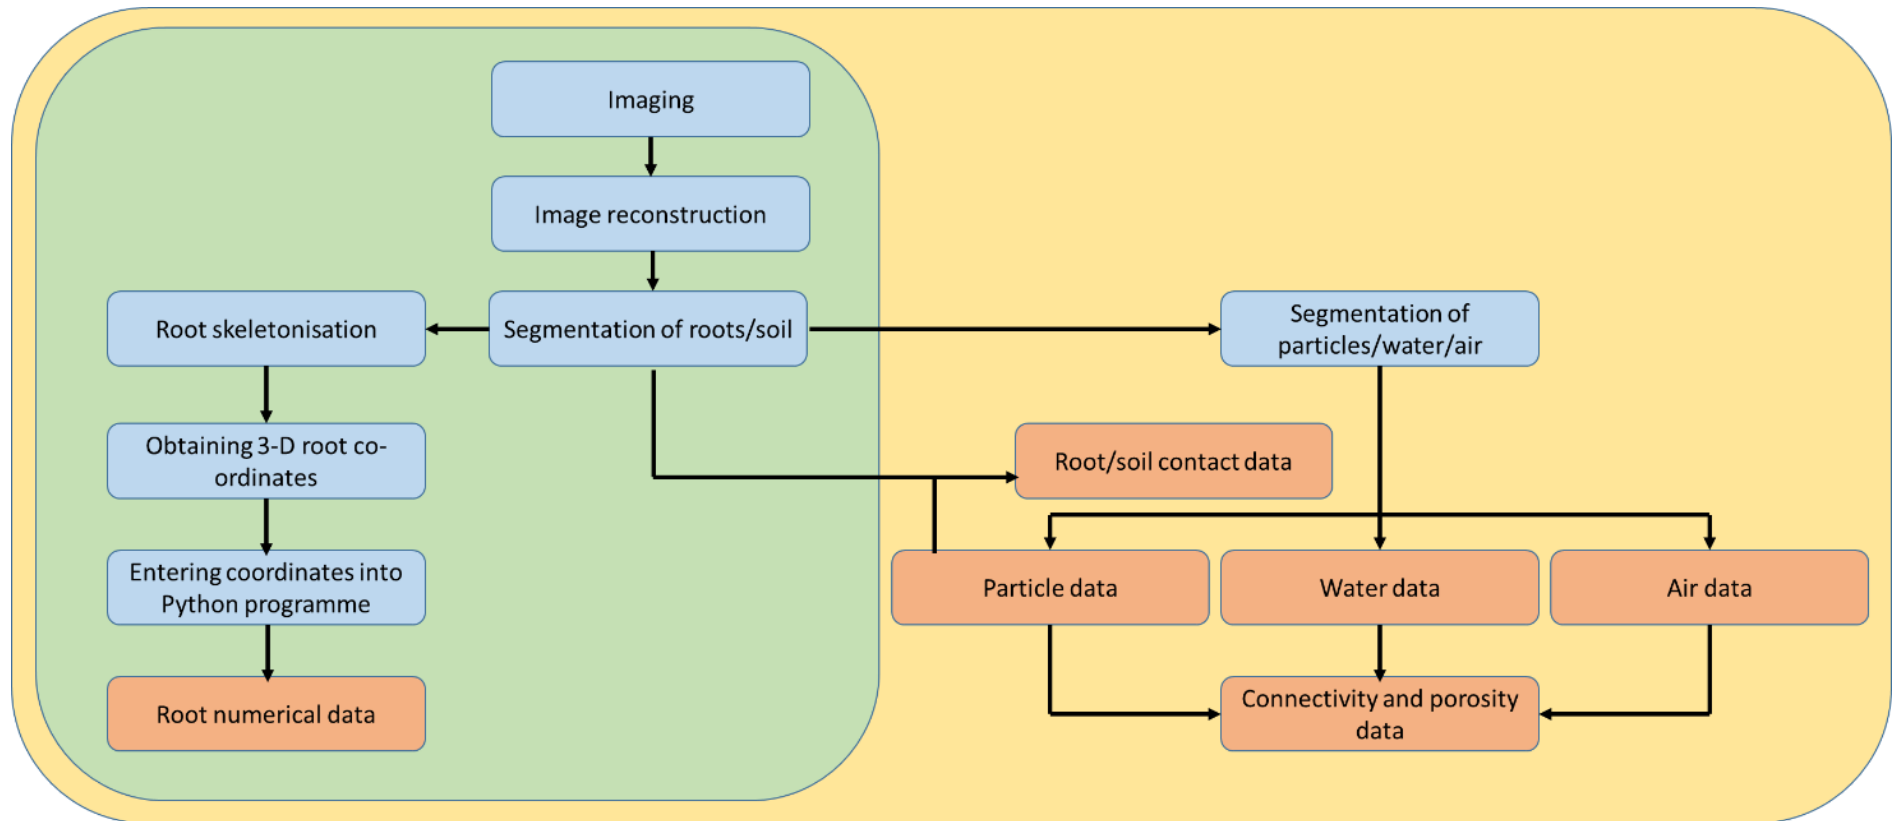 Imaging
Image reconstruction
Root skeletonisation
Segmentation of roots/soil
Segmentation of
particles/water/air
Obtaining 3-D root co-
ordinates
Root/soil contact data
Entering coordinates into
Python programme
Particle data
Water data
Air data
Root numerical data
Connectivity and porosity
data